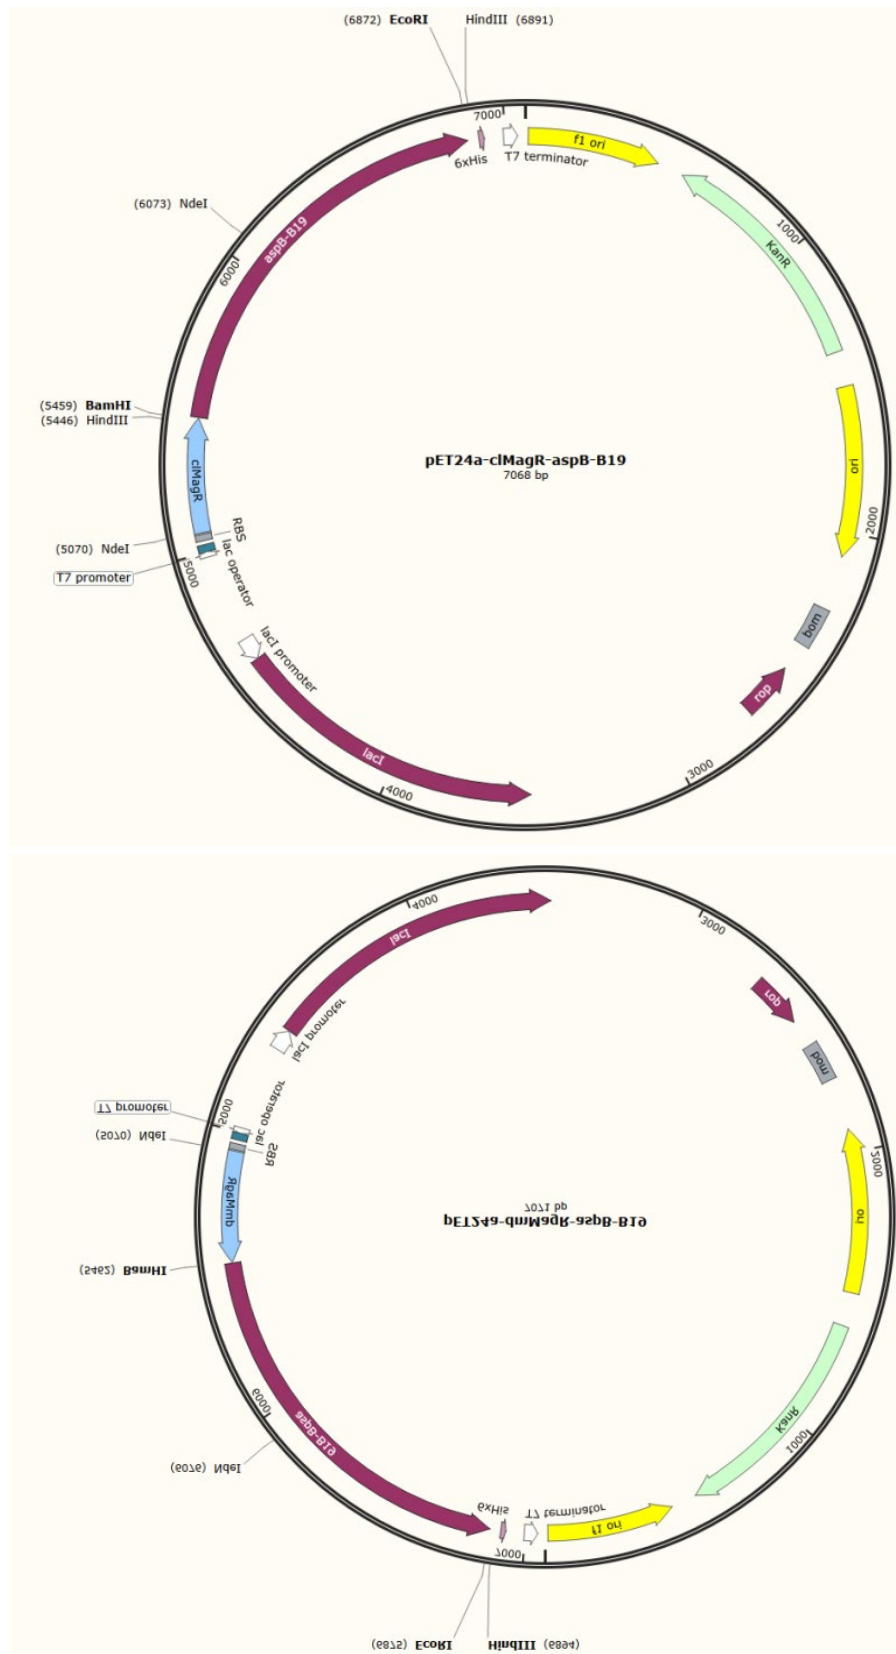 (6872) EcoRI
HindIII (6891)
7000
6xHis
T7 terminator
f1 ori
(6073) NdeI
aspB-B19
1000
KanR
6000
(5459) BamHI
(5446) HindIII
pET24a-clMagR-aspB-B19
7068 bp
clMagR
ori
RBS
(5070) NdeI
2000
lac operator
5000
T7 promoter
bom
lacI promoter
rop
lacI
3000
4000
4000
3000
lacI
rop
lacI promoter
bom
T7 promoter
5000
lac operator
(5070) NdeI
RBS
2000
dmMagR
7071 bp
pET24a-dmMagR-aspB-B19
ori
(5462) BamHI
6000
aspB-B19
KanR
1000
(6076) NdeI
6xHis
T7 terminator
f1 ori
7000
(6875) EcoRI
HindIII (6894)